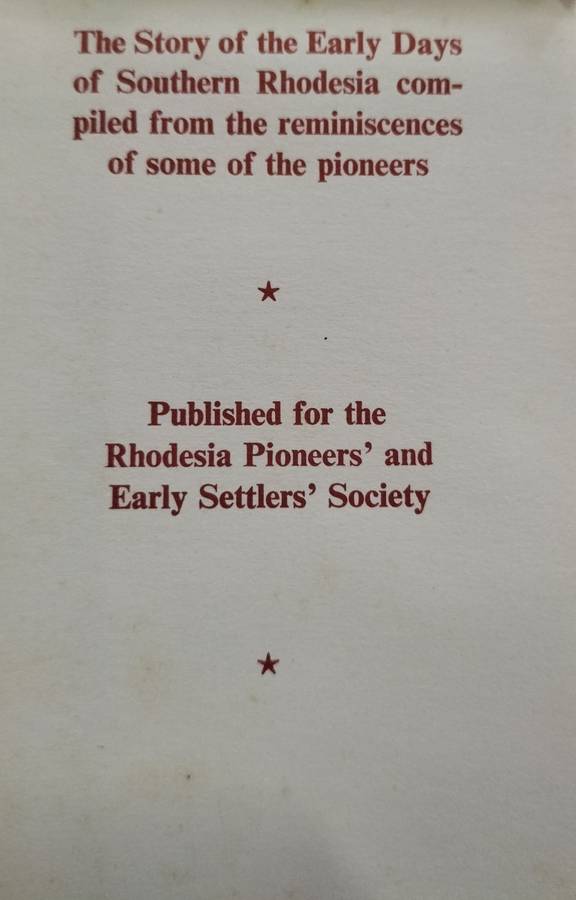 The Story of the Early Days
of Southern Rhodesia com-
piled from the reminiscences
of some of the pioneers
Published for the
Rhodesia Pioneers’ and
Early Settlers’ Society